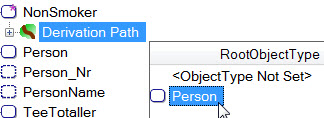 NonSmoker
Derivation Path
Person
Person_Nr
PersonName
TeeTotaller
RootObjectType
<ObjectType Not Set>
Person